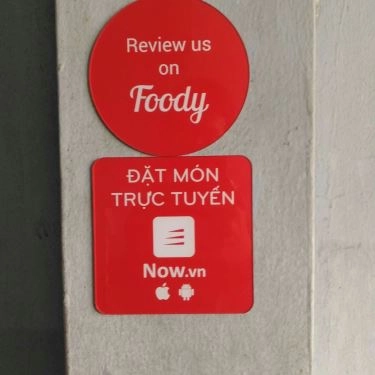 Review us
on
Foody
ĐẶT MÓN
TRỰC TUYẾN
Now.vn